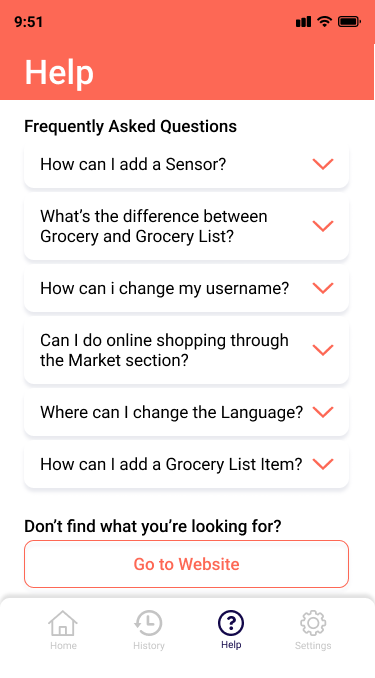 9:51
Help
Frequently Asked Questions
How can I add a Sensor?
What’s the difference between
Grocery and Grocery List?
How can i change my username?
Can I do online shopping through
the Market section?
Where can I change the Language?
How can I add a Grocery List Item?
Don’t find what you’re looking for?
Go to Website
Home History Help Settings